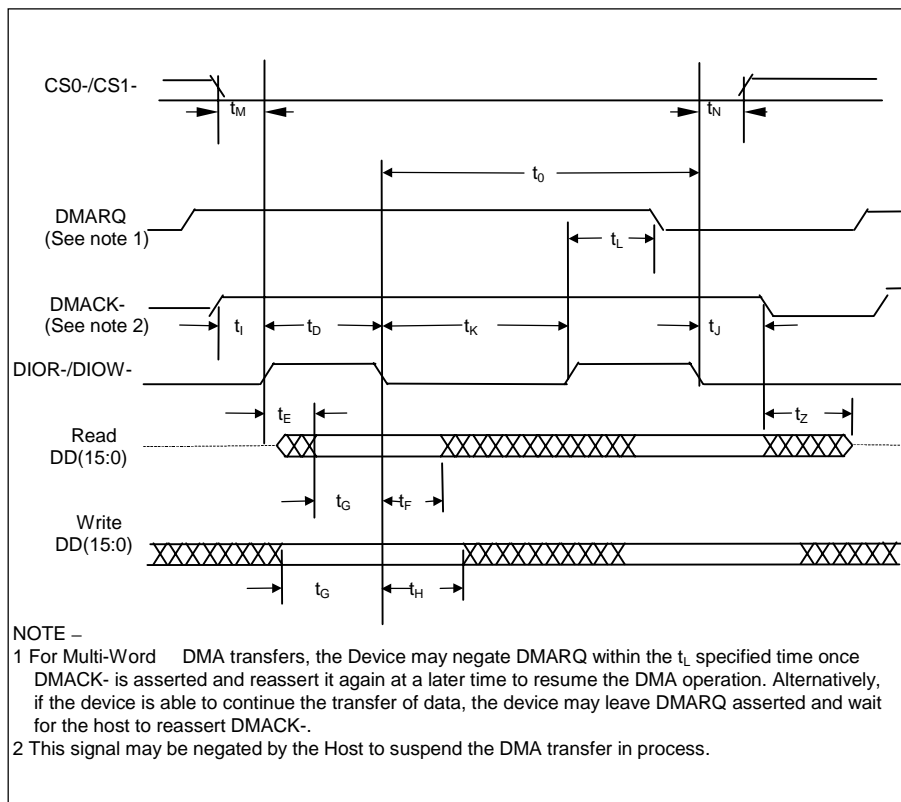 CS0-/CS1-
tM
tN
t0
DMARQ
(See note 1)
tL
DMACK-
(See note 2)
tI
tD
tK
tJ
DIOR-/DIOW-
tE
tZ
Read
DD(15:0)
tG
tF
Write
DD(15:0)
tG
tH
NOTE –
1 For Multi-Word DMA transfers, the Device may negate DMARQ within the tL specified time once
DMACK- is asserted and reassert it again at a later time to resume the DMA operation. Alternatively,
if the device is able to continue the transfer of data, the device may leave DMARQ asserted and wait
for the host to reassert DMACK-.
2 This signal may be negated by the Host to suspend the DMA transfer in process.